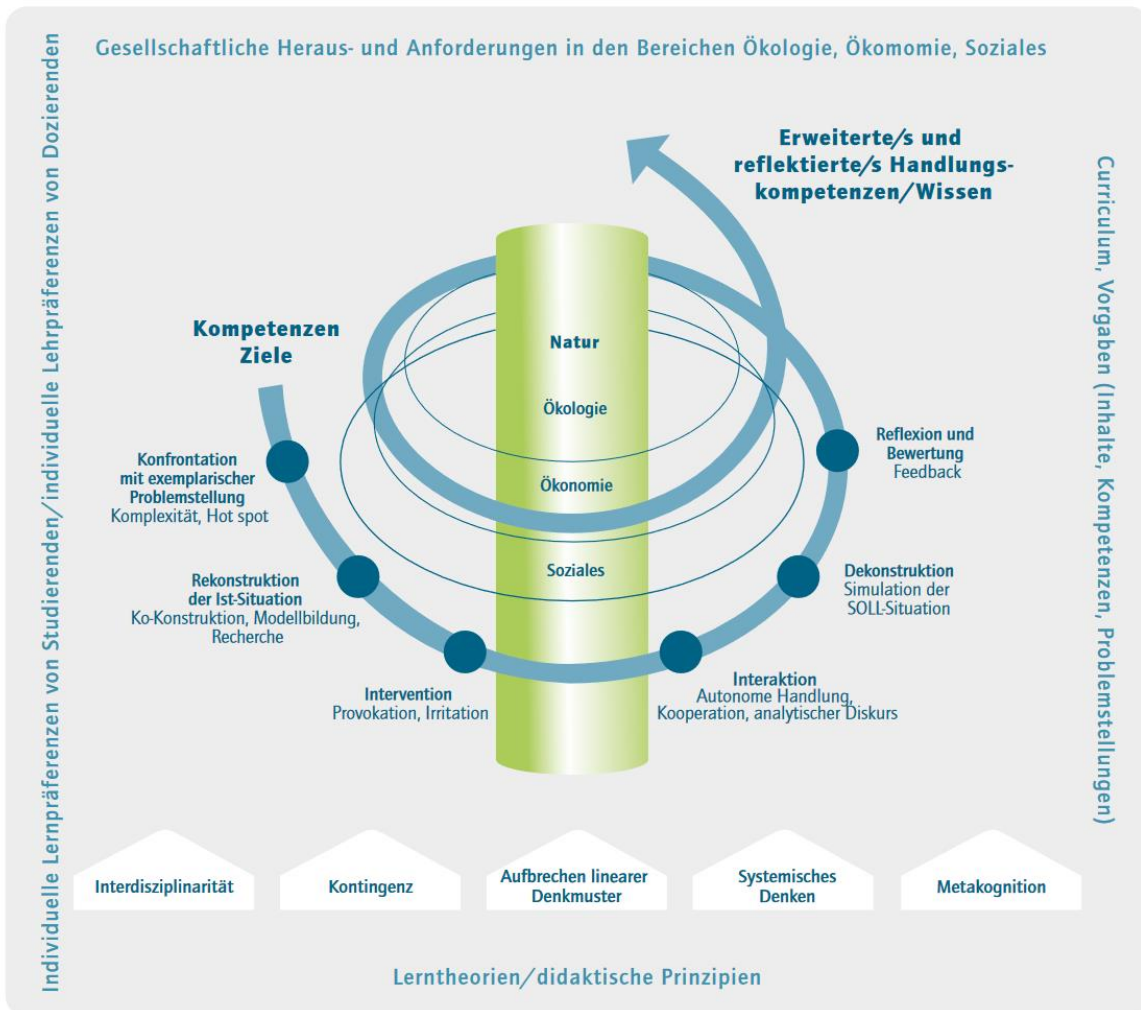 Gesellschaftliche Heraus- und Anforderungen in den Bereichen Ökologie, Ökomomie, Soziales
Individuelle Lernpräferenzen von Studierenden/individuelle Lehrpräferenzen von Dozierenden
Erweiterte/s und
reflektierte/s Handlungs-
kompetenzen/Wissen
Curriculum, Vorgaben (Inhalte, Kompetenzen, Problemstellungen)
Kompetenzen
Ziele
Natur
Ökologie
Ökonomie
Soziales
Konfrontation
mit exemplarischer
Problemstellung
Komplexität, Hot spot
Rekonstruktion
der Ist-Situation
Ko-Konstruktion, Modellbildung,
Recherche
Intervention
Provokation, Irritation
Interaktion
Autonome Handlung,
Kooperation, analytischer Diskurs
Dekonstruktion
Simulation der
SOLL-Situation
Reflexion und
Bewertung
Feedback
Interdisziplinarität
Kontingenz
Aufbrechen linearer
Denkmuster
Systemisches
Denken
Metakognition
Lerntheorien/didaktische Prinzipien